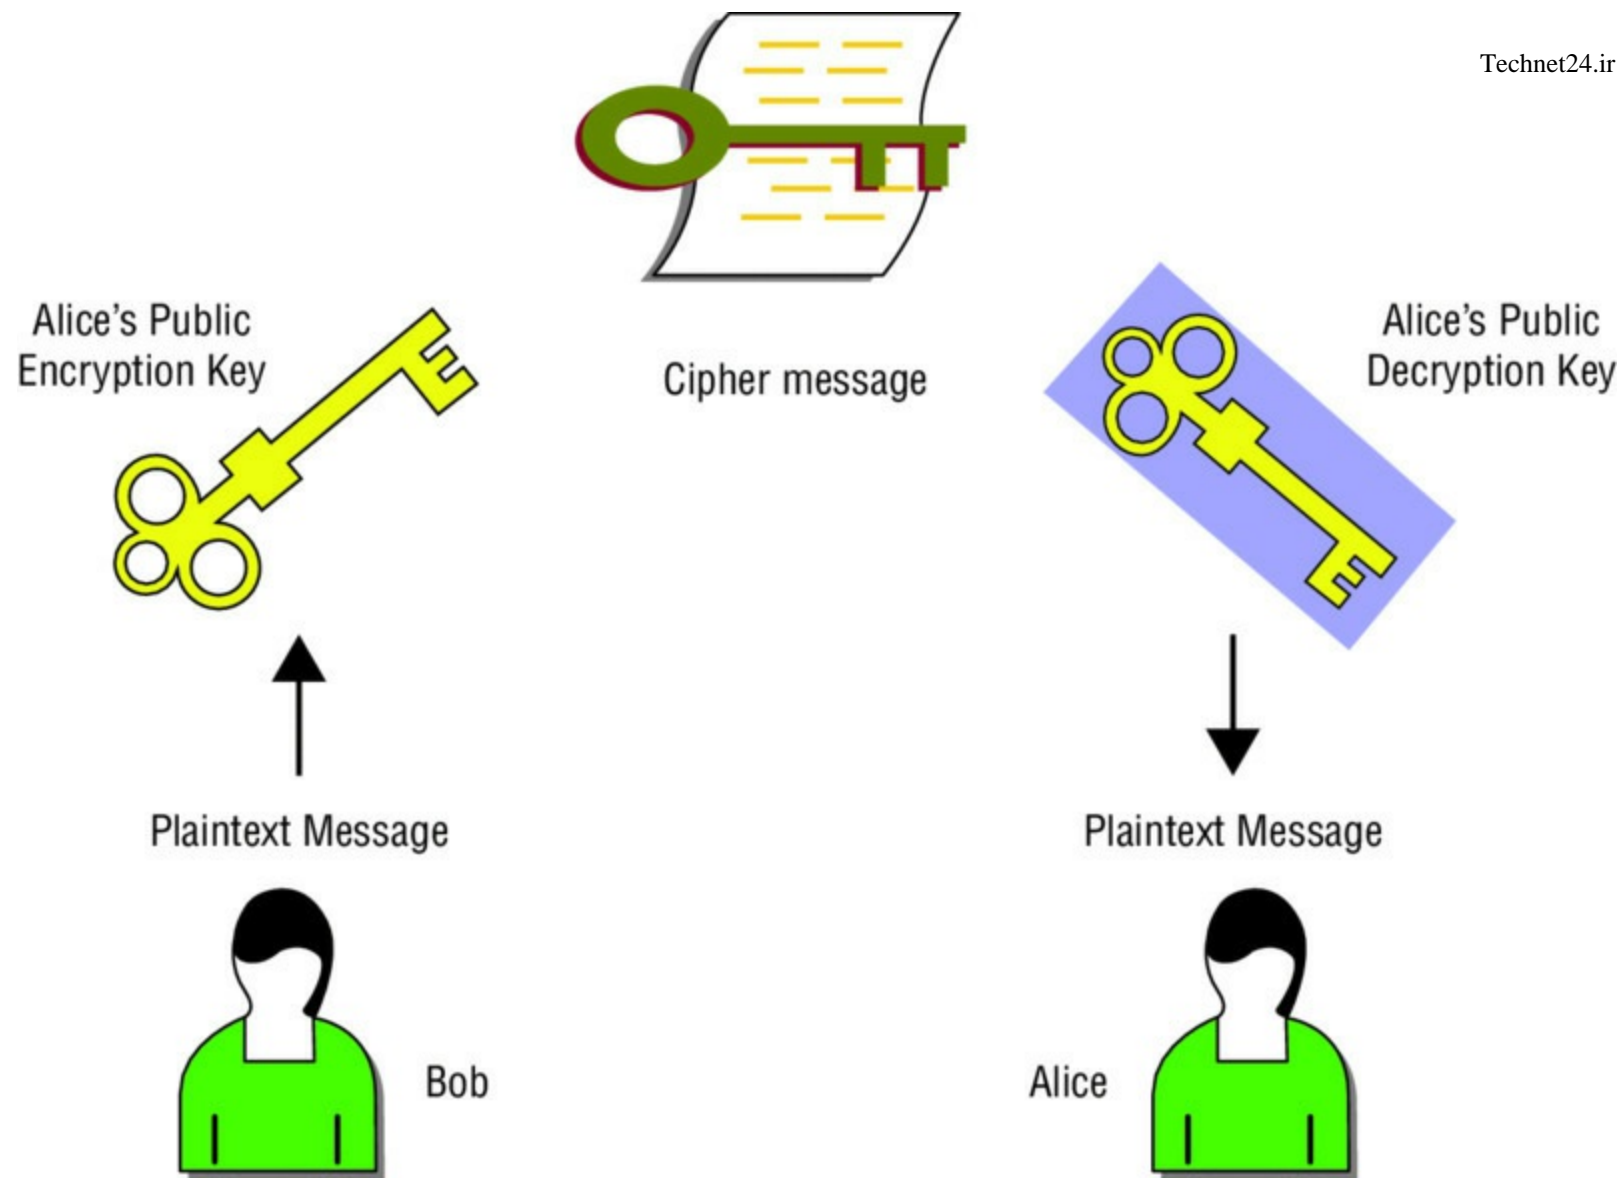 Technet24.ir
Alice's Public
Encryption Key
Cipher message
Alice's Public
Decryption Key
Plaintext Message
Plaintext Message
Bob
Alice